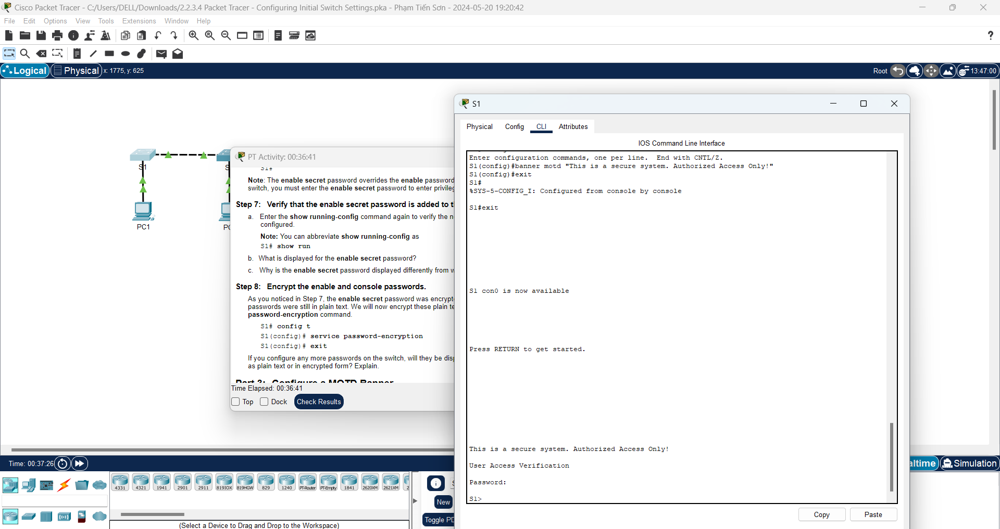 Cisco Packet Tracer - C:/Users/DELL/Downloads/2.2.3.4 Packet Tracer - Configuring Initial Switch Settings.pka - Phạm Tiến Sơn - 2024-05-20 19:20:42
File Edit Options View Tools Extensions Window Help
Logical Physical x: 1775, y: 625
Root 13:47:00
S1
PC1
S
PC
PT Activity: 00:36:41
S1#
Note: The enable secret password overrides the enable password
switch, you must enter the enable secret password to enter privileg
Step 7: Verify that the enable secret password is added to t
a. Enter the show running-config command again to verify the n
configured.
Note: You can abbreviate show running-config as
S1# show run
b. What is displayed for the enable secret password?
c. Why is the enable secret password displayed differently from w
Step 8: Encrypt the enable and console passwords.
As you noticed in Step 7, the enable secret password was encrypt
passwords were still in plain text. We will now encrypt these plain te
password-encryption command.
S1# config t
S1(config)# service password-encryption
S1(config)# exit
If you configure any more passwords on the switch, will they be disp
as plain text or in encrypted form? Explain.
Part 3: Configure a MOTD Banner
Time Elapsed: 00:36:41
Top Dock Check Results
S1
Physical Config CLI Attributes
IOS Command Line Interface
Enter configuration commands, one per line. End with CNTL/Z.
S1(config)#banner motd "This is a secure system. Authorized Access Only!"
S1(config)#exit
S1#
%SYS-5-CONFIG_I: Configured from console by console
S1#exit
S1 con0 is now available
Press RETURN to get started.
This is a secure system. Authorized Access Only!
User Access Verification
Password:
S1>
Copy Paste
Time: 00:37:26
altime Simulation
4331 4321 1941 2901 2911 819IOX 819HGW 829 1240 PT-Router PT-Empty 1841 2620XM 2621XM 2
New
Toggle PD
(Select a Device to Drag and Drop to the Workspace)